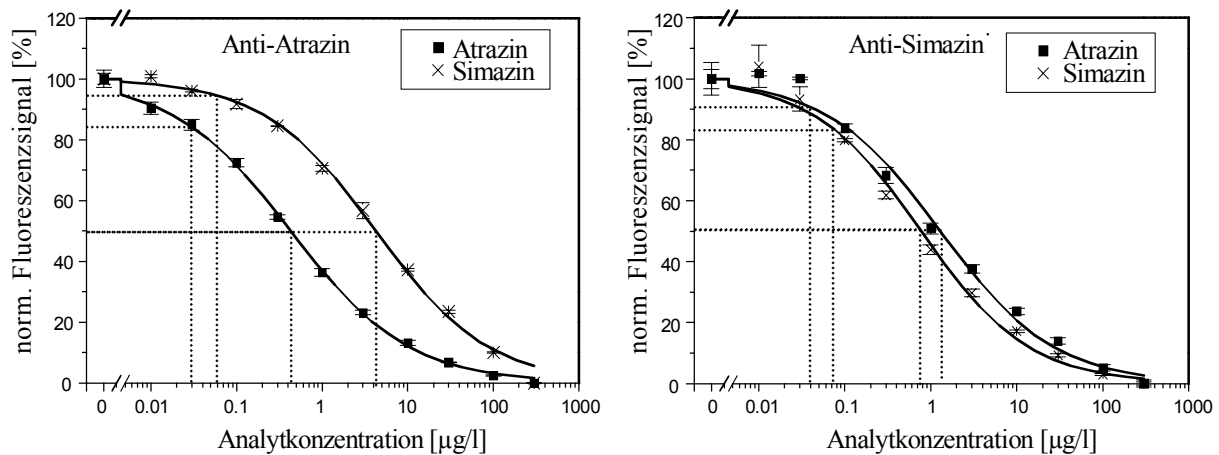 Anti-Atrazin
Atrazin
Simazin
norm. Fluoreszenzsignal [%]
120
100
80
60
40
20
0
0 0.01 0.1 1 10 100 1000
Analytkonzentration [µg/l]
Anti-Simazin
Atrazin
Simazin
norm. Fluoreszenzsignal [%]
120
100
80
60
40
20
0
0 0.01 0.1 1 10 100 1000
Analytkonzentration [µg/l]